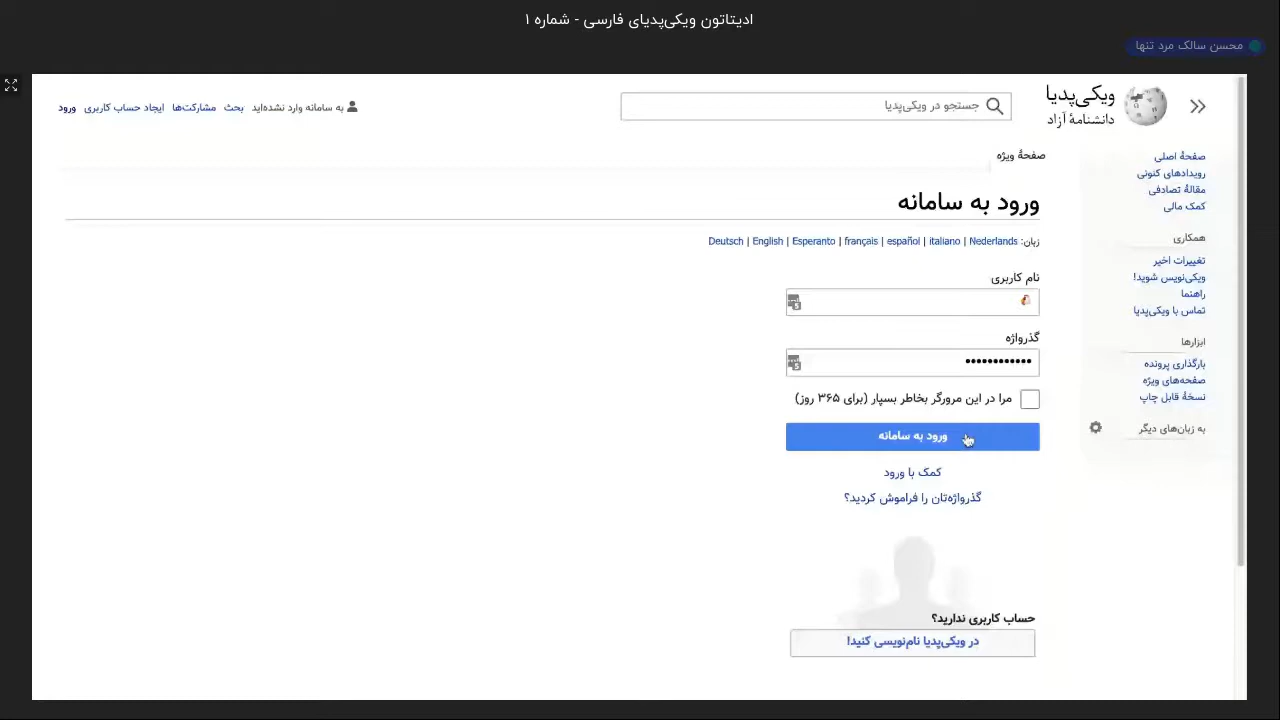 ادیتاتون ویکی‌پدیای فارسی - شماره ۱
محسن سالک مرد تنها
ویکی‌پدیا
دانشنامهٔ آزاد
جستجو در ویکی‌پدیا
به سامانه وارد نشده‌اید بحث مشارکت‌ها ایجاد حساب کاربری ورود
صفحهٔ ویژه
صفحهٔ اصلی
رویدادهای کنونی
مقالهٔ تصادفی
کمک مالی
همکاری
تغییرات اخیر
ویکی‌نویس شوید!
راهنما
تماس با ویکی‌پدیا
ابزارها
بارگذاری پرونده
صفحه‌های ویژه
نسخهٔ قابل چاپ
به زبان‌های دیگر
ورود به سامانه
زبان: Deutsch | English | Esperanto | français | español | italiano | Nederlands
نام کاربری
گذرواژه
••••••••••••
مرا در این مرورگر بخاطر بسپار (برای ۳۶۵ روز)
ورود به سامانه
کمک با ورود
گذرواژه‌تان را فراموش کردید؟
حساب کاربری ندارید؟
در ویکی‌پدیا نام‌نویسی کنید!